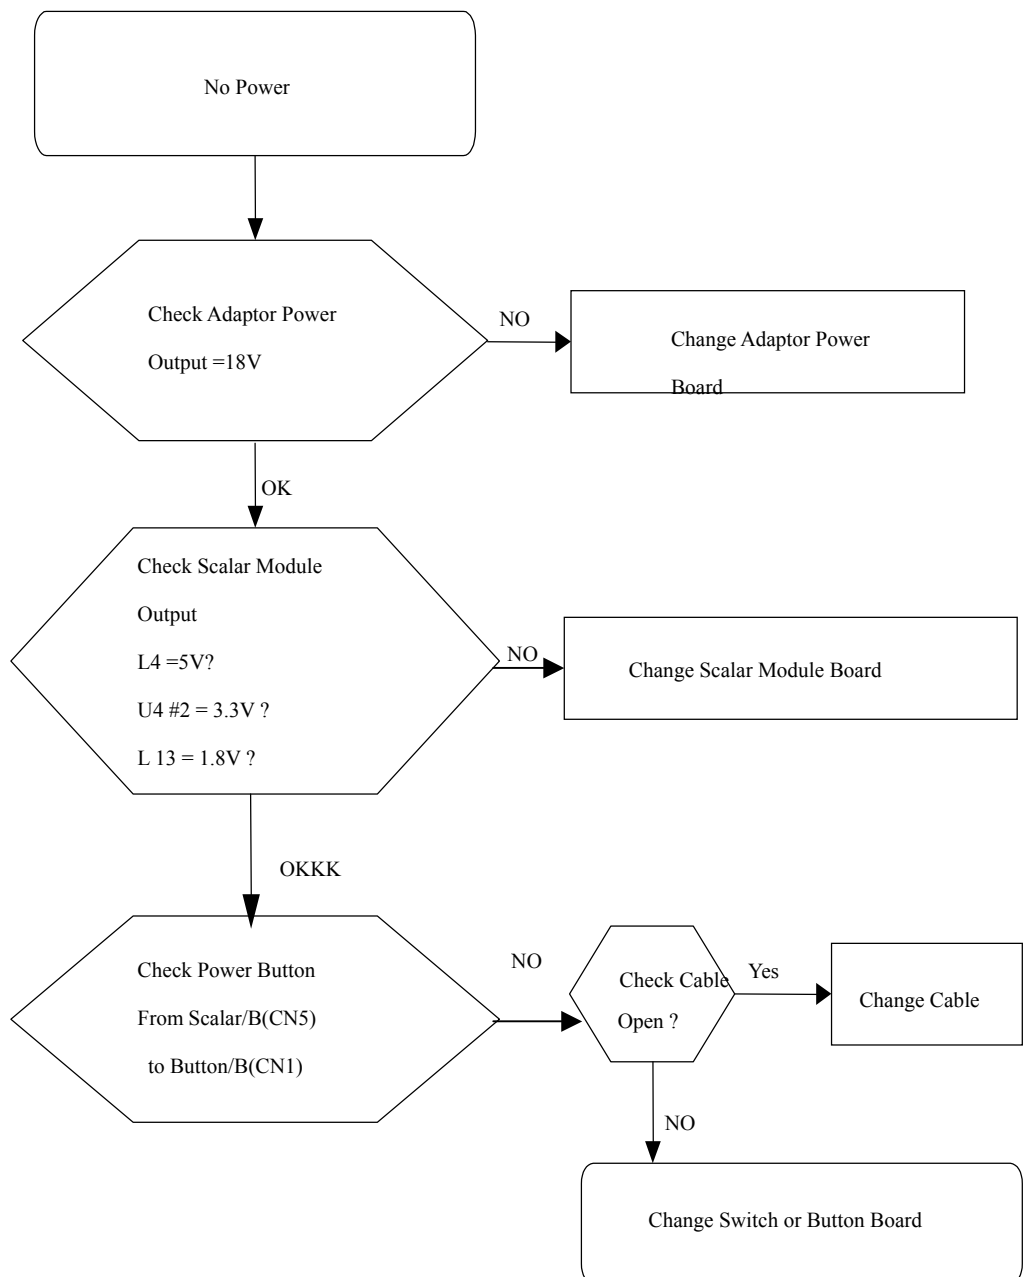 No Power
Check Adaptor Power
Output =18V
NO
Change Adaptor Power
Board
OK
Check Scalar Module
Output
L4 =5V?
U4 #2 = 3.3V ?
L 13 = 1.8V ?
NO
Change Scalar Module Board
OKKK
Check Power Button
From Scalar/B(CN5)
to Button/B(CN1)
NO
Check Cable
Open ?
Yes
Change Cable
NO
Change Switch or Button Board